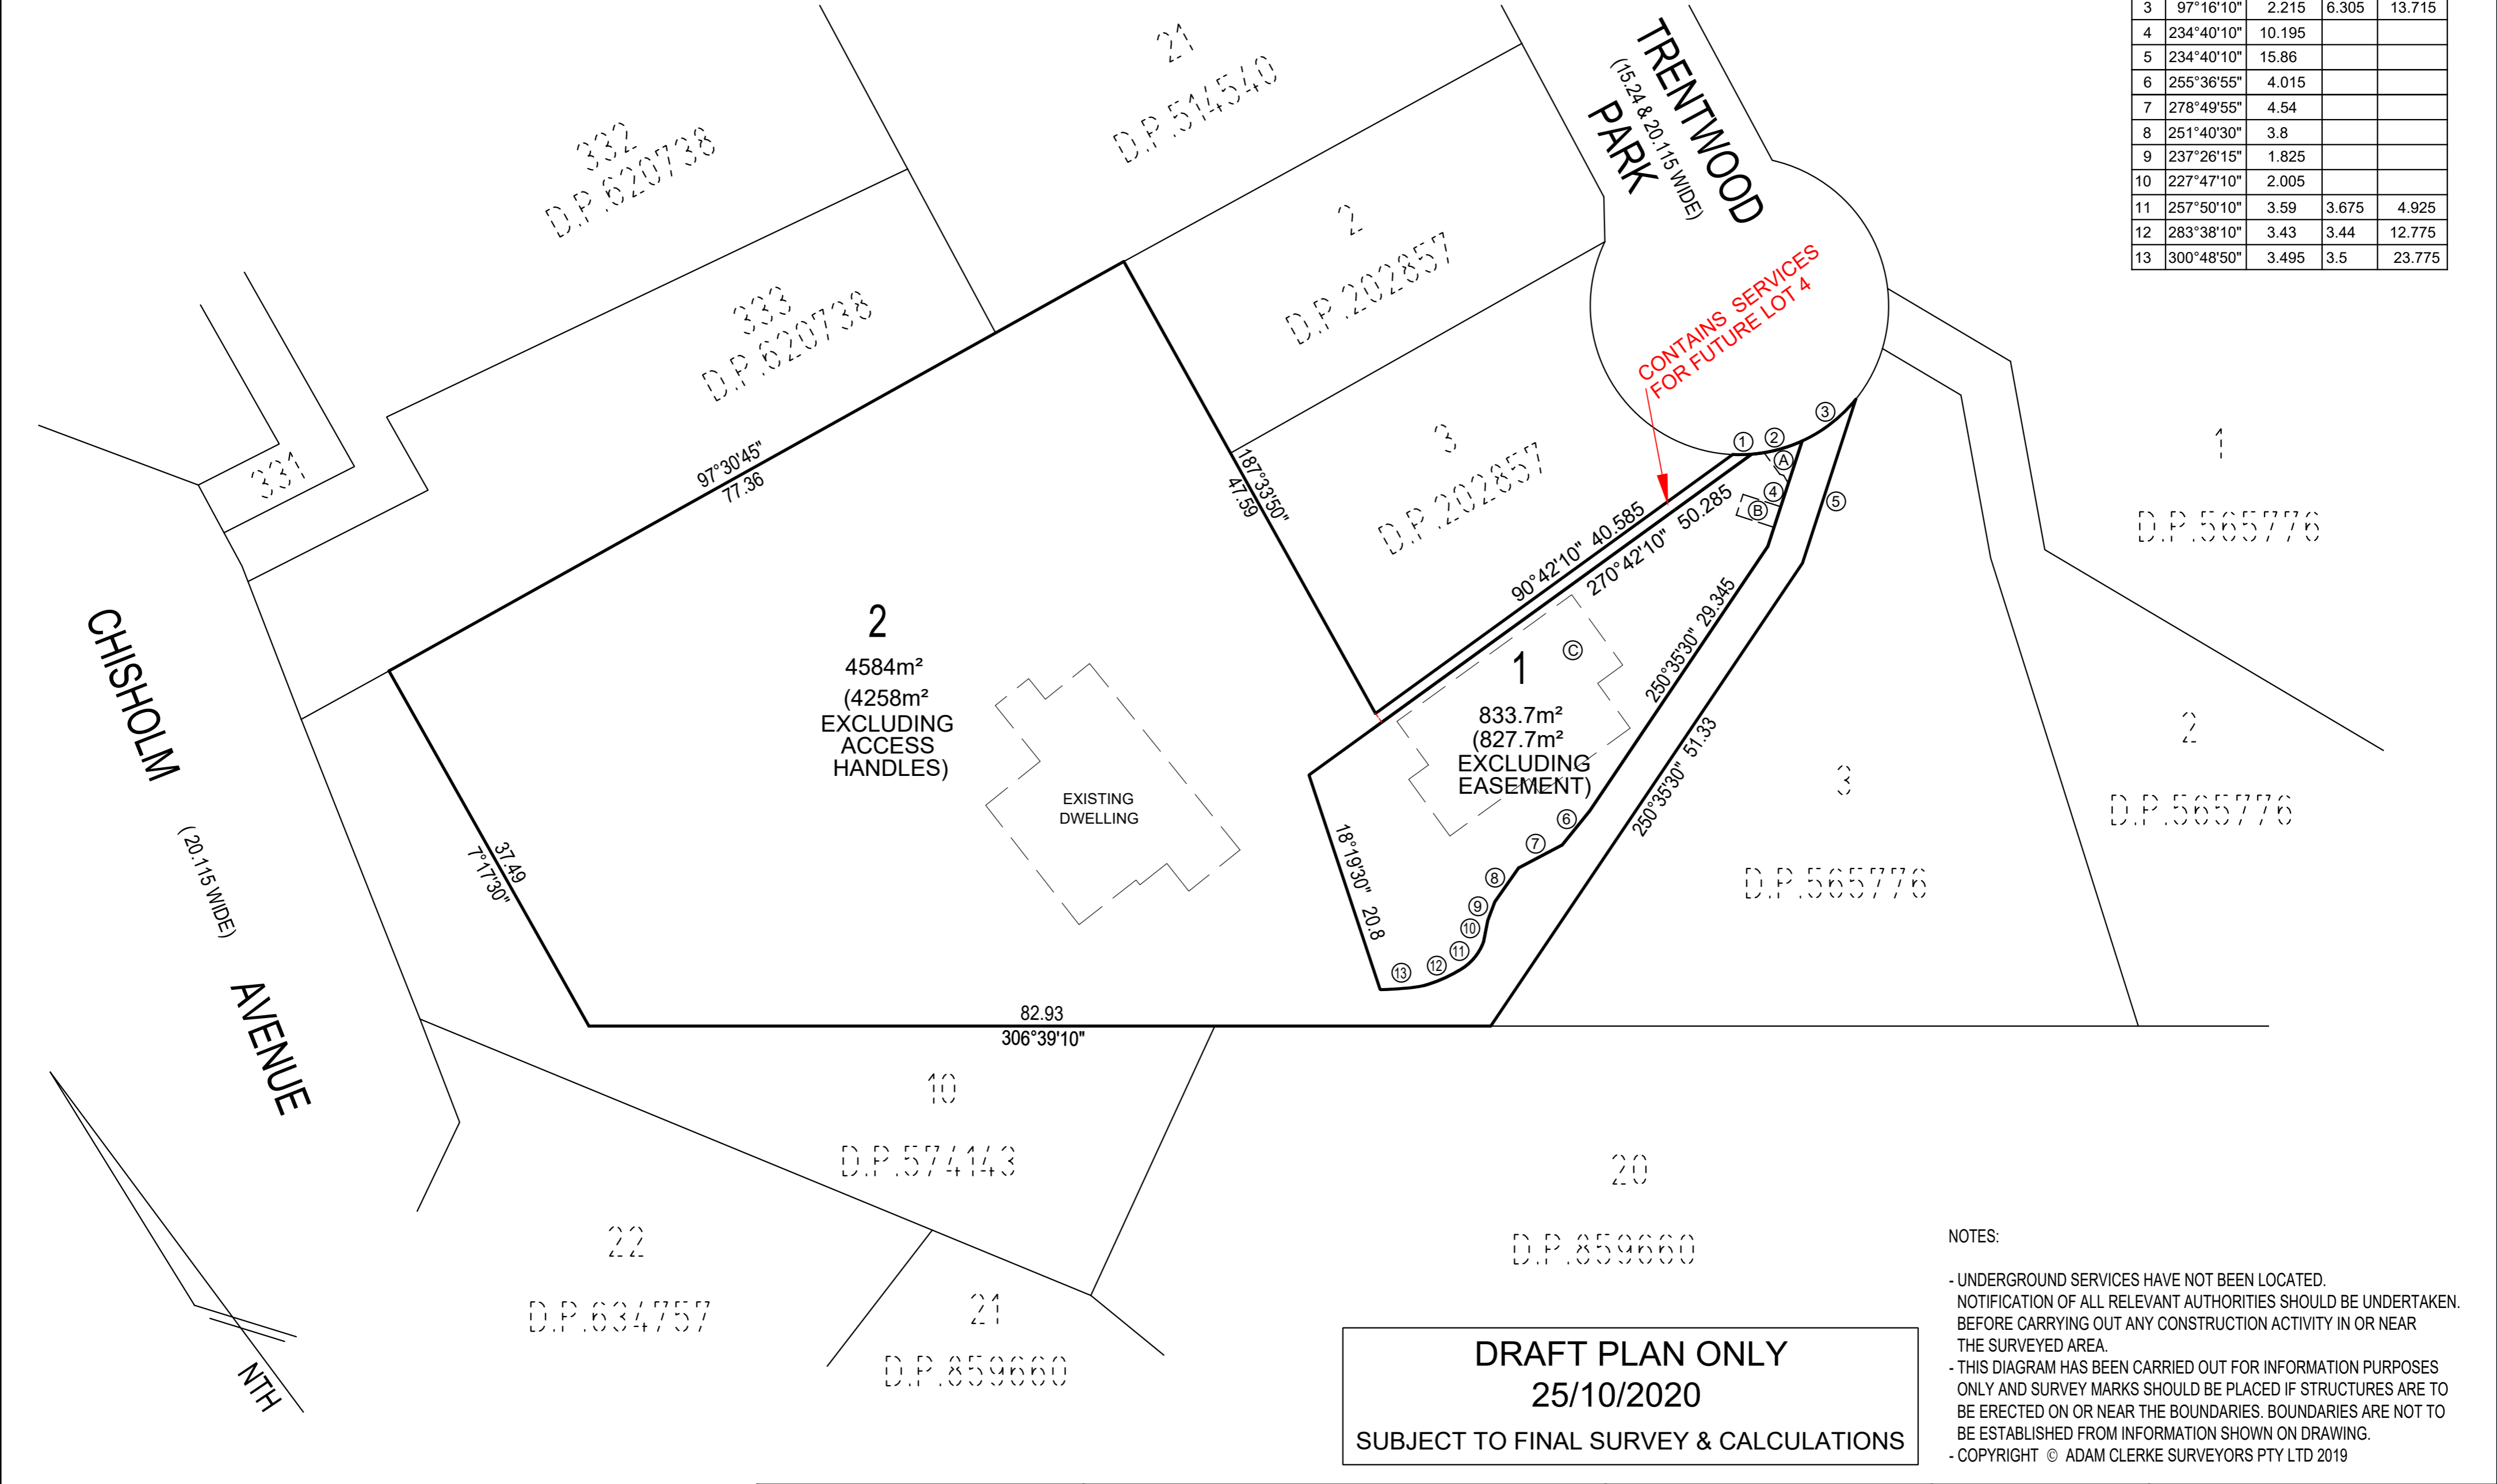 3 97°16'10" 2.215 6.305 13.715
4 234°40'10" 10.195
5 234°40'10" 15.86
6 255°36'55" 4.015
7 278°49'55" 4.54
8 251°40'30" 3.8
9 237°26'15" 1.825
10 227°47'10" 2.005
11 257°50'10" 3.59 3.675 4.925
12 283°38'10" 3.43 3.44 12.775
13 300°48'50" 3.495 3.5 23.775
21
D.P.514540
TRENTWOOD
PARK
(15.24 & 20.115 WIDE)
332
D.P.620738
2
D.P.202857
333
D.P.620738
CONTAINS SERVICES
FOR FUTURE LOT 4
331
97°30'45"
77.36
187°33'50"
47.59
3
D.P.202857
1
2
3
A
4
B
5
90°42'10" 40.585
270°42'10" 50.285
1
D.P.565776
2
4584m²
(4258m²
EXCLUDING
ACCESS
HANDLES)
EXISTING
DWELLING
C
1
833.7m²
(827.7m²
EXCLUDING
EASEMENT)
250°35'30" 29.345
250°35'30" 51.33
3
D.P.565776
2
D.P.565776
CHISHOLM
(20.115 WIDE)
AVENUE
37.49
7°17'30"
18°19'30" 20.8
6
7
8
9
10
11
12
13
82.93
306°39'10"
10
D.P.574143
20
D.P.859660
22
D.P.634757
21
D.P.859660
NTH
DRAFT PLAN ONLY
25/10/2020
SUBJECT TO FINAL SURVEY & CALCULATIONS
NOTES:
- UNDERGROUND SERVICES HAVE NOT BEEN LOCATED.
NOTIFICATION OF ALL RELEVANT AUTHORITIES SHOULD BE UNDERTAKEN.
BEFORE CARRYING OUT ANY CONSTRUCTION ACTIVITY IN OR NEAR
THE SURVEYED AREA.
- THIS DIAGRAM HAS BEEN CARRIED OUT FOR INFORMATION PURPOSES
ONLY AND SURVEY MARKS SHOULD BE PLACED IF STRUCTURES ARE TO
BE ERECTED ON OR NEAR THE BOUNDARIES. BOUNDARIES ARE NOT TO
BE ESTABLISHED FROM INFORMATION SHOWN ON DRAWING.
- COPYRIGHT © ADAM CLERKE SURVEYORS PTY LTD 2019